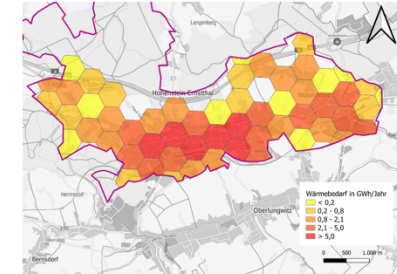 Langenberg
Hohenstein-Ernstthal
Hermsdorf
Oberlungwitz
Bernsdorf
Wärmebedarf in GWh/Jahr
< 0,2
0,2 - 0,8
0,8 - 2,1
2,1 - 5,0
> 5,0
0 500 1.000 m